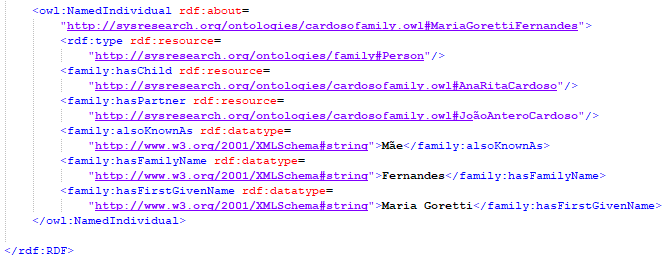 <owl:NamedIndividual rdf:about=
"http://sysresearch.org/ontologies/cardosofamily.owl#MariaGorettiFernandes">
<rdf:type rdf:resource=
"http://sysresearch.org/ontologies/family#Person"/>
<family:hasChild rdf:resource=
"http://sysresearch.org/ontologies/cardosofamily.owl#AnaRitaCardoso"/>
<family:hasPartner rdf:resource=
"http://sysresearch.org/ontologies/cardosofamily.owl#JoãoAnteroCardoso"/>
<family:alsoKnownAs rdf:datatype=
"http://www.w3.org/2001/XMLSchema#string">Mãe</family:alsoKnownAs>
<family:hasFamilyName rdf:datatype=
"http://www.w3.org/2001/XMLSchema#string">Fernandes</family:hasFamilyName>
<family:hasFirstGivenName rdf:datatype=
"http://www.w3.org/2001/XMLSchema#string">Maria Goretti</family:hasFirstGivenName>
</owl:NamedIndividual>
</rdf:RDF>